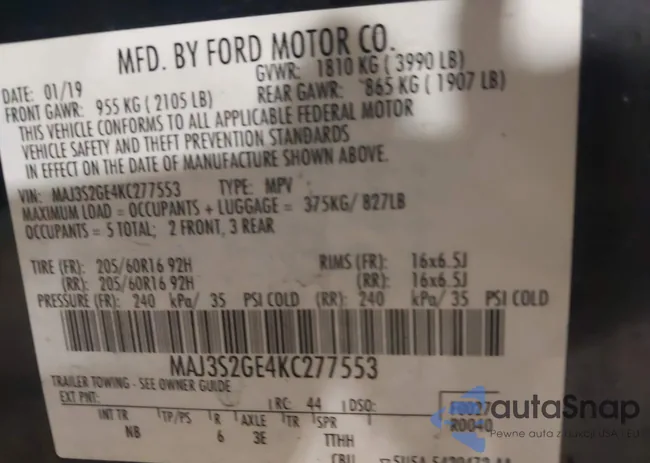 MFD. BY FORD MOTOR CO.
DATE: 01/19 GVWR: 1810 KG ( 3990 LB)
FRONT GAWR: 955 KG ( 2105 LB) REAR GAWR: 865 KG ( 1907 LB)
THIS VEHICLE CONFORMS TO ALL APPLICABLE FEDERAL MOTOR
VEHICLE SAFETY AND THEFT PREVENTION STANDARDS
IN EFFECT ON THE DATE OF MANUFACTURE SHOWN ABOVE.
VIN: MAJ3S2GE4KC277553 TYPE: MPV
MAXIMUM LOAD = OCCUPANTS + LUGGAGE = 375KG/ 827LB
OCCUPANTS = 5 TOTAL; 2 FRONT, 3 REAR
TIRE (FR): 205/60R16 92H RIMS (FR): 16x6.5J
(RR): 205/60R16 92H (RR): 16x6.5J
PRESSURE (FR): 240 kPa/ 35 PSI COLD (RR): 240 kPa/ 35 PSI COLD
MAJ3S2GE4KC277553
TRAILER TOWING - SEE OWNER GUIDE
EXT PNT: RC: 44 DSO: F0027
R0040
INT TR TP/PS R AXLE TR SPR
NB 6 3E TTHH
autaSnap
Pewne auta z